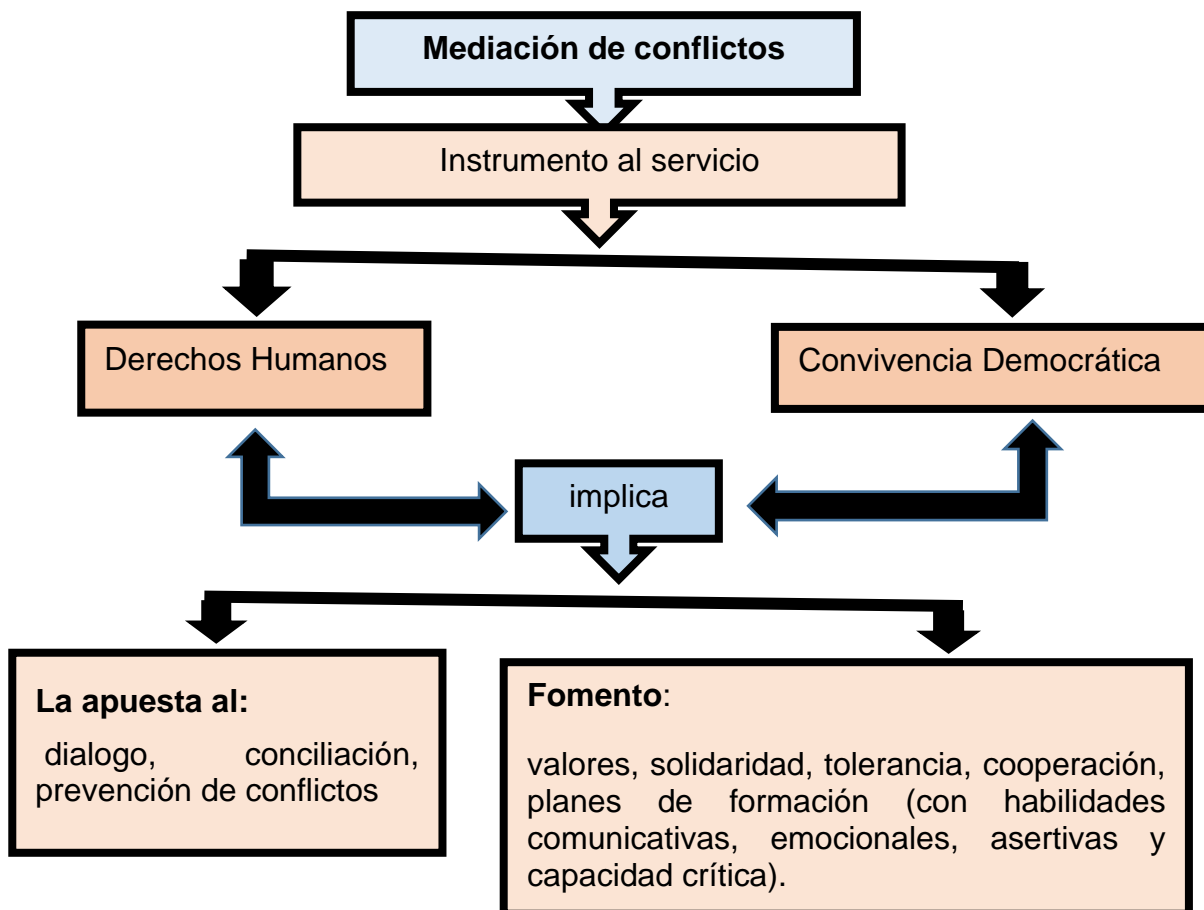 Mediación de conflictos
Instrumento al servicio
Derechos Humanos
Convivencia Democrática
implica
La apuesta al:
dialogo, conciliación,
prevención de conflictos
Fomento:
valores, solidaridad, tolerancia, cooperación,
planes de formación (con habilidades
comunicativas, emocionales, asertivas y
capacidad crítica).